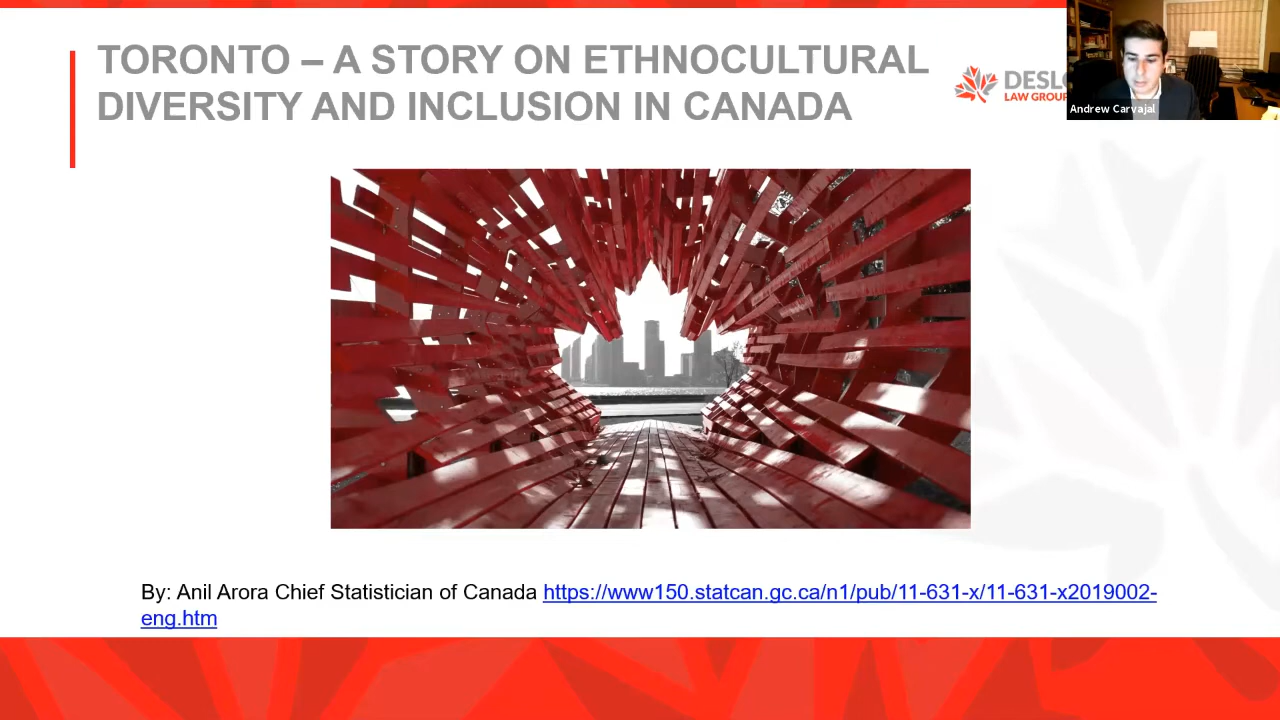 TORONTO – A STORY ON ETHNOCULTURAL
DIVERSITY AND INCLUSION IN CANADA
LAW GROUP
Andrew Carvajal
By: Anil Arora Chief Statistician of Canada https://www150.statcan.gc.ca/n1/pub/11-631-x/11-631-x2019002-
eng.htm